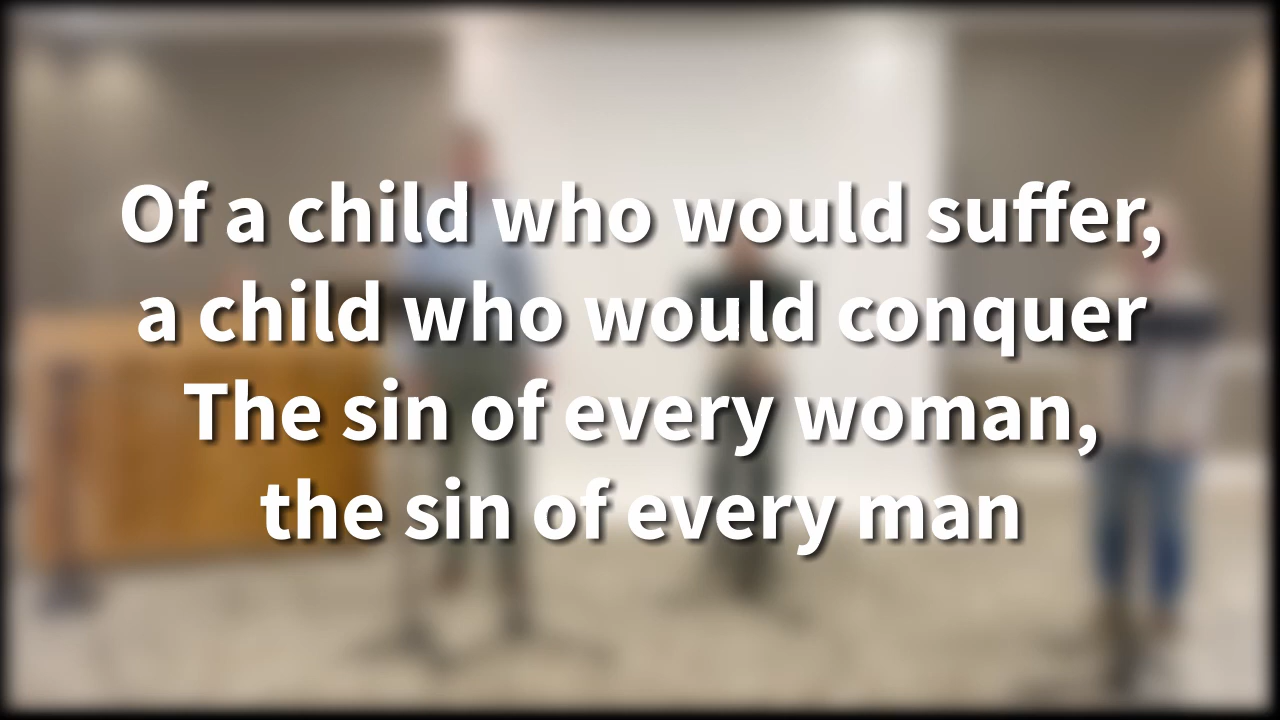 Of a child who would suffer,
a child who would conquer
The sin of every woman,
the sin of every man